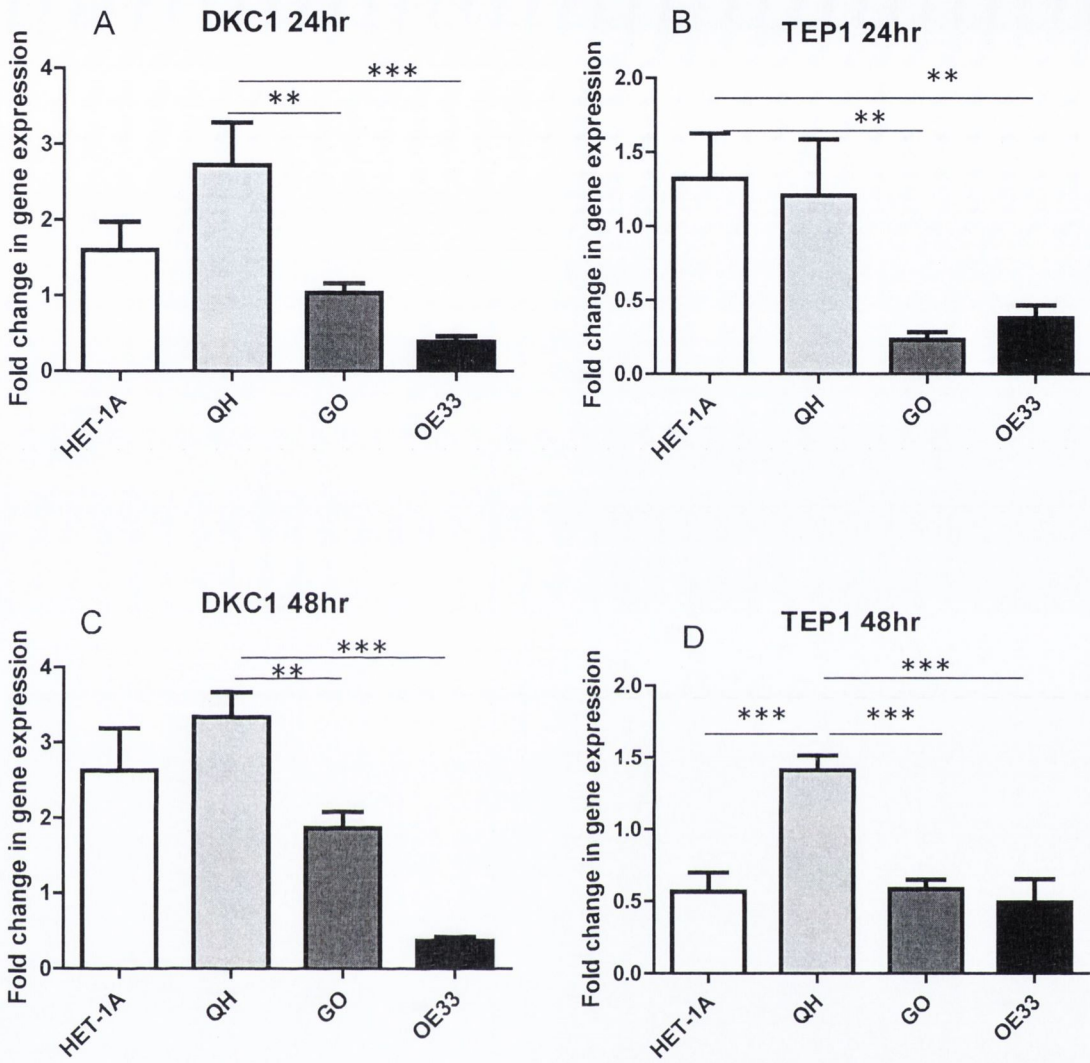 A
DKC1 24hr
Fold change in gene expression
4
3
2
1
0
***
**
HET-1A
QH
GO
OE33
B
TEP1 24hr
Fold change in gene expression
2.0
1.5
1.0
0.5
0.0
**
**
HET-1A
QH
GO
OE33
C
DKC1 48hr
Fold change in gene expression
4
3
2
1
0
***
**
HET-1A
QH
GO
OE33
D
TEP1 48hr
Fold change in gene expression
2.0
1.5
1.0
0.5
0.0
***
*** ***
HET-1A
QH
GO
OE33